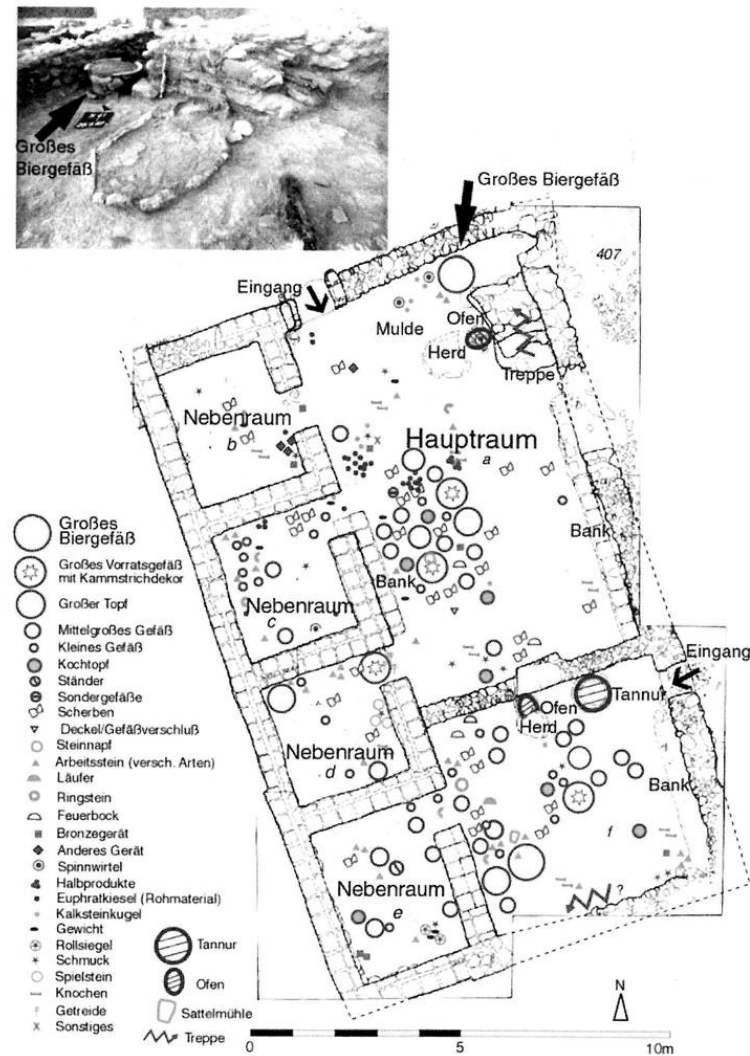 Großes
Biergefäß
Großes Biergefäß
407
Eingang
Mulde
Ofen
Herd
Treppe
Nebenraum
b
Hauptraum
a
Bank
Nebenraum
c
Bank
Eingang
Ofen
Herd
Tannur
Nebenraum
d
Bank
f
?
Nebenraum
e
Großes
Biergefäß
Großes Vorratsgefäß
mit Kammstrichdekor
Großer Topf
Mittelgroßes Gefäß
Kleines Gefäß
Kochtopf
Ständer
Sondergefäße
Scherben
Deckel/Gefäßverschluß
Steinnapf
Arbeitsstein (versch. Arten)
Läufer
Ringstein
Feuerbock
Bronzegerät
Anderes Gerät
Spinnwirtel
Halbprodukte
Euphratkiesel (Rohmaterial)
Kalksteinkugel
Gewicht
Rollsiegel
Schmuck
Spielstein
Knochen
Getreide
Sonstiges
Tannur
Ofen
Sattelmühle
Treppe
N
0
5
10m